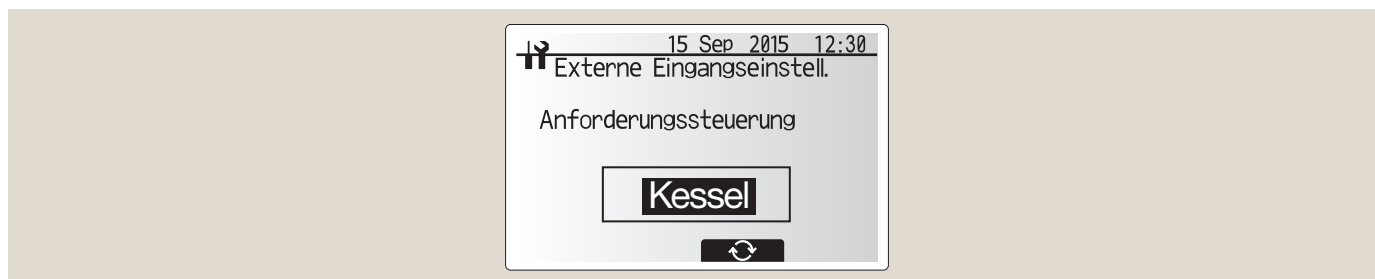 15 Sep 2015 12:30
Externe Eingangseinstell.
Anforderungssteuerung
Kessel